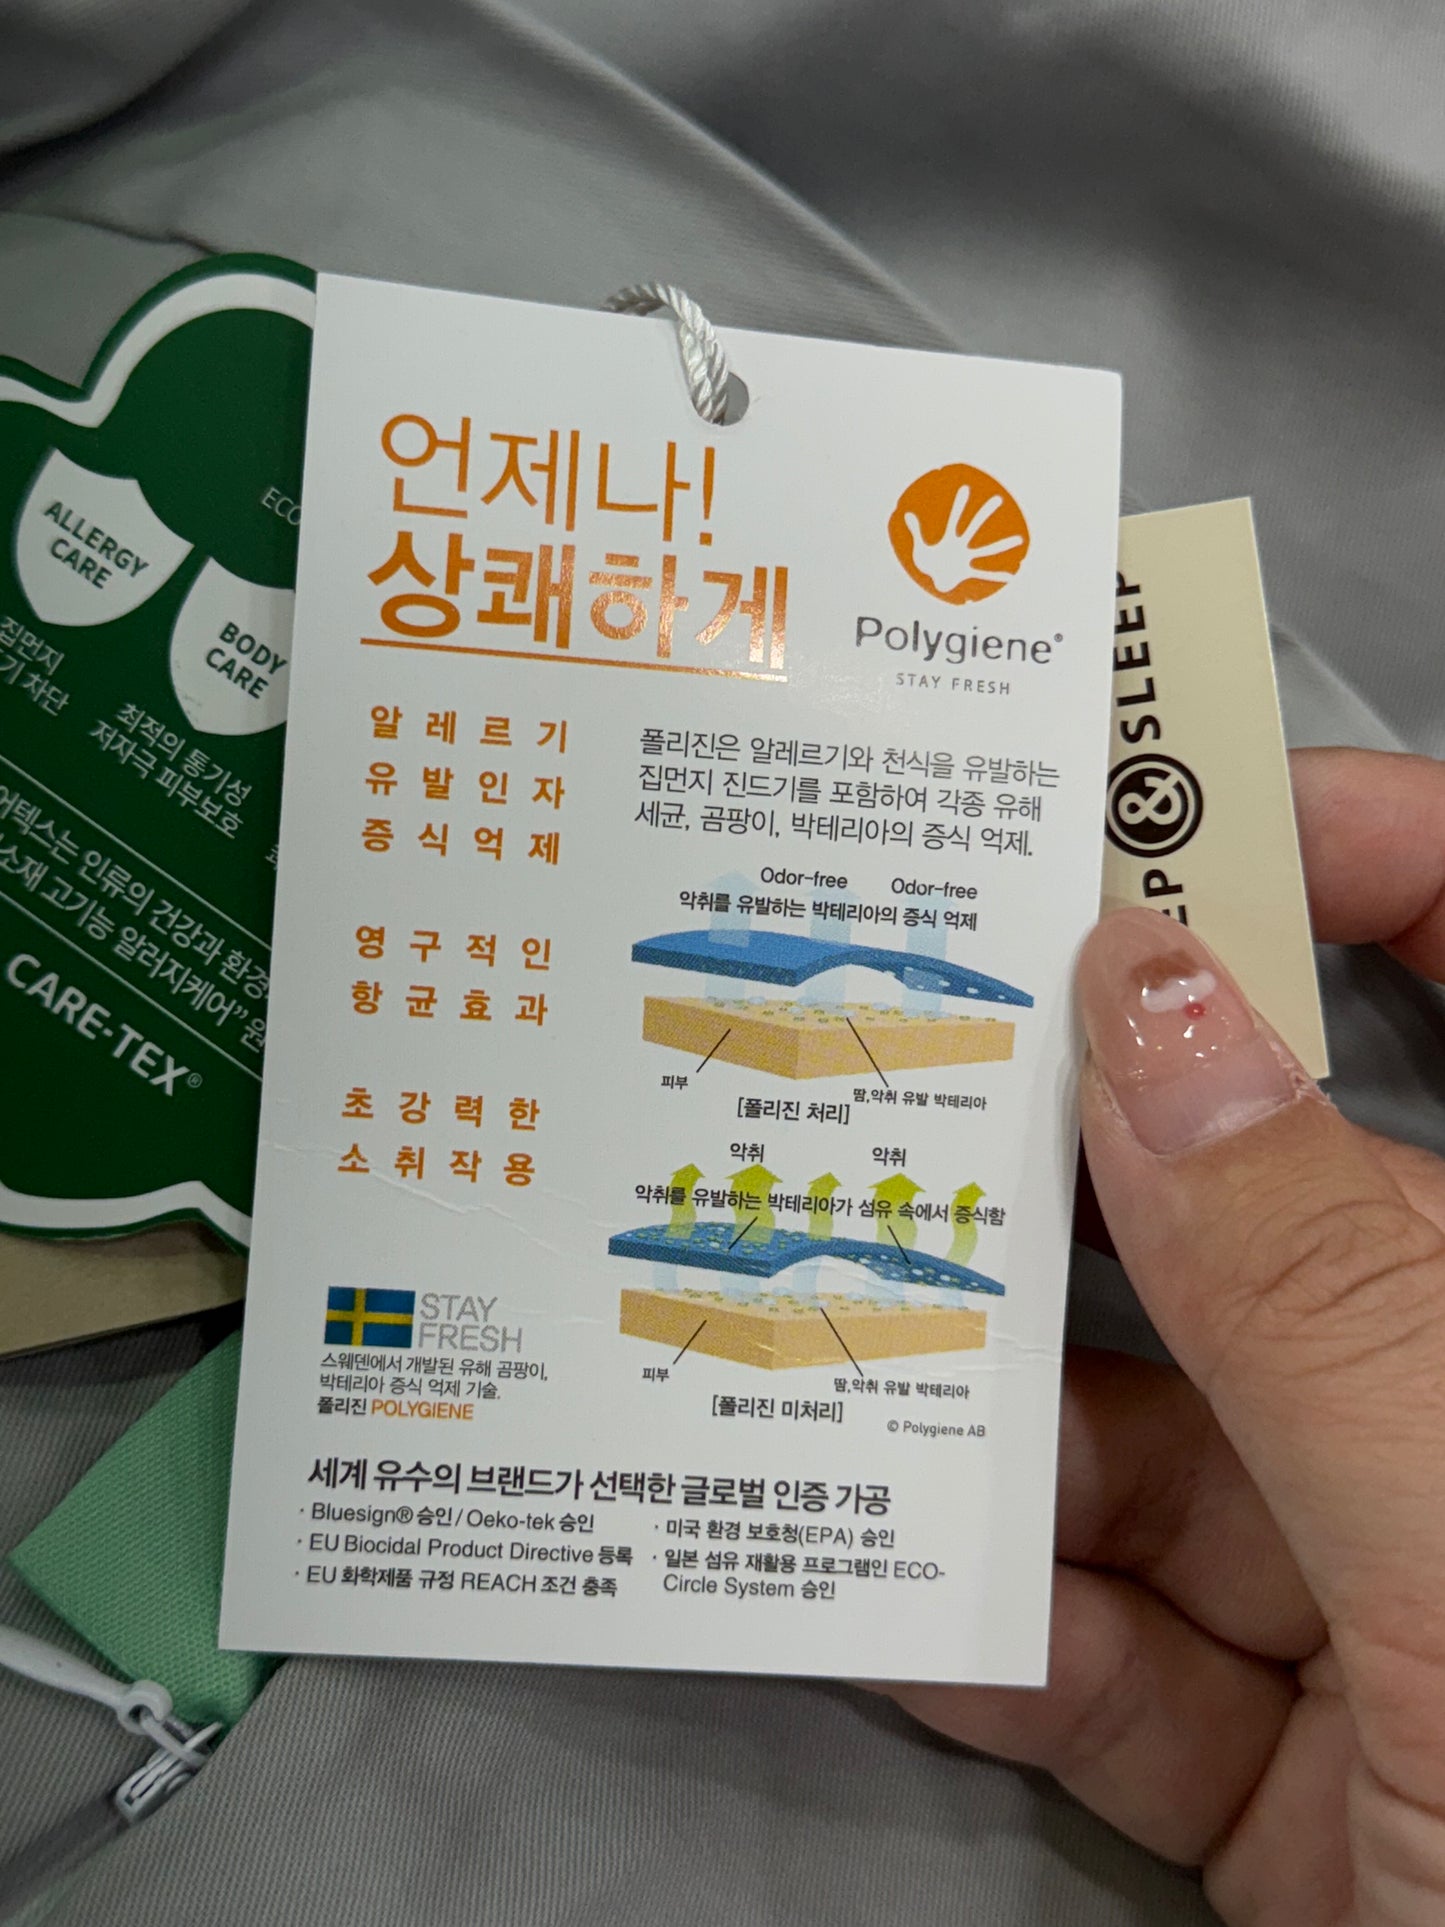 언제나!
상쾌하게
Polygiene®
STAY FRESH
알레르기
유발인자
증식억제
영구적인
항균효과
초강력한
소취작용
폴리진은 알레르기와 천식을 유발하는
집먼지 진드기를 포함하여 각종 유해
세균, 곰팡이, 박테리아의 증식 억제.
Odor-free Odor-free
악취를 유발하는 박테리아의 증식 억제
피부
땀,악취 유발 박테리아
[폴리진 처리]
악취 악취
악취를 유발하는 박테리아가 섬유 속에서 증식함
피부
땀,악취 유발 박테리아
[폴리진 미처리]
© Polygiene AB
STAY
FRESH
스웨덴에서 개발된 유해 곰팡이,
박테리아 증식 억제 기술.
폴리진 POLYGIENE
세계 유수의 브랜드가 선택한 글로벌 인증 가공
· Bluesign® 승인 / Oeko-tek 승인
· EU Biocidal Product Directive 등록
· EU 화학제품 규정 REACH 조건 충족
· 미국 환경 보호청(EPA) 승인
· 일본 섬유 재활용 프로그램인 ECO-
Circle System 승인
ALLERGY
CARE
BODY
CARE
ECO
집먼지
기 차단
최적의 통기성
저자극 피부보호
어텍스는 인류의 건강과 환경
소재 고기능 알러지케어” 원
CARE-TEX®
EP & SLEEP